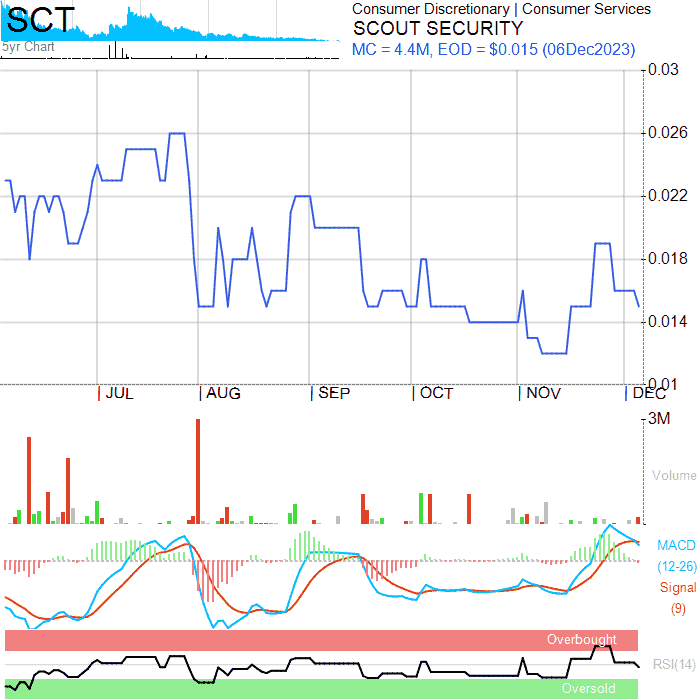 SCT
5yr Chart
Consumer Discretionary | Consumer Services
SCOUT SECURITY
MC = 4.4M, EOD = $0.015 (06Dec2023)
0.03
0.026
0.022
0.018
0.014
0.01
JUL AUG SEP OCT NOV DEC
3M
Volume
MACD
(12-26)
Signal
(9)
Overbought
RSI(14)
Oversold